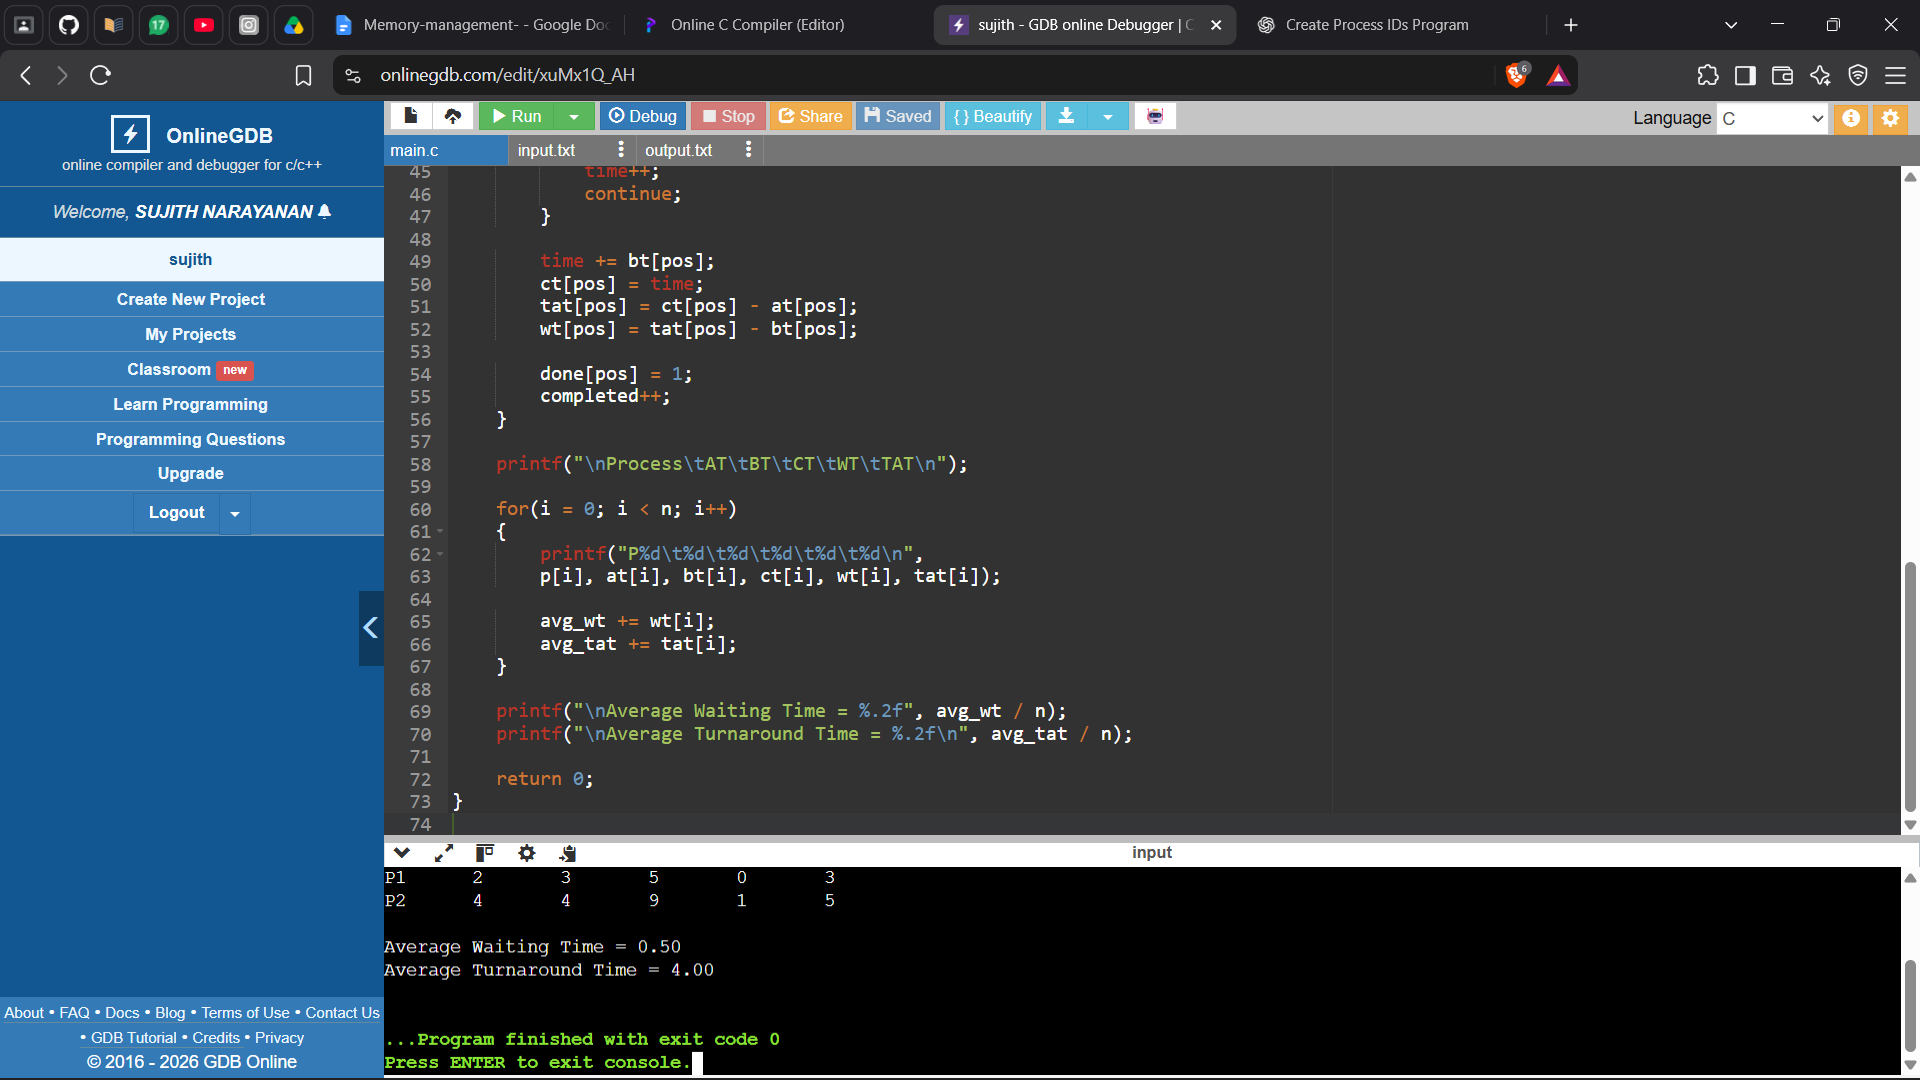 17
Memory-management- - Google Doc
Online C Compiler (Editor)
sujith - GDB online Debugger | C
Create Process IDs Program
onlinegdb.com/edit/xuMx1Q_AH
6
OnlineGDB
online compiler and debugger for c/c++
Welcome, SUJITH NARAYANAN
sujith
Create New Project
My Projects
Classroom new
Learn Programming
Programming Questions
Upgrade
Logout
About • FAQ • Docs • Blog • Terms of Use • Contact Us
• GDB Tutorial • Credits • Privacy
© 2016 - 2026 GDB Online
Run Debug Stop Share Saved { } Beautify Language C
main.c input.txt output.txt
45 time++;
46 continue;
47 }
48
49 time += bt[pos];
50 ct[pos] = time;
51 tat[pos] = ct[pos] - at[pos];
52 wt[pos] = tat[pos] - bt[pos];
53
54 done[pos] = 1;
55 completed++;
56 }
57
58 printf("\nProcess\tAT\tBT\tCT\tWT\tTAT\n");
59
60 for(i = 0; i < n; i++)
61 {
62 printf("P%d\t%d\t%d\t%d\t%d\t%d\n",
63 p[i], at[i], bt[i], ct[i], wt[i], tat[i]);
64
65 avg_wt += wt[i];
66 avg_tat += tat[i];
67 }
68
69 printf("\nAverage Waiting Time = %.2f", avg_wt / n);
70 printf("\nAverage Turnaround Time = %.2f\n", avg_tat / n);
71
72 return 0;
73 }
74
input
P1 2 3 5 0 3
P2 4 4 9 1 5
Average Waiting Time = 0.50
Average Turnaround Time = 4.00
...Program finished with exit code 0
Press ENTER to exit console.